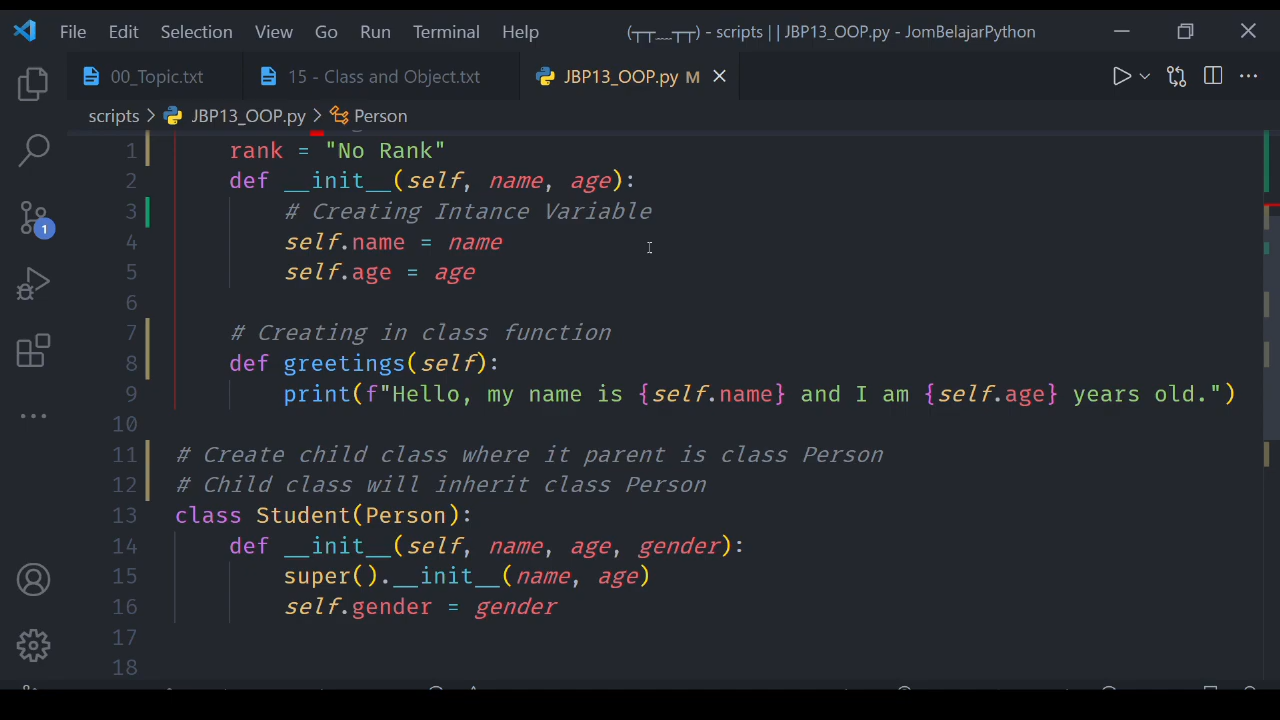 File Edit Selection View Go Run Terminal Help (┬┬﹏┬┬) - scripts || JBP13_OOP.py - JomBelajarPython
00_Topic.txt 15 - Class and Object.txt JBP13_OOP.py M
scripts > JBP13_OOP.py > Person
1 rank = "No Rank"
2 def __init__(self, name, age):
3 # Creating Intance Variable
4 self.name = name
5 self.age = age
6
7 # Creating in class function
8 def greetings(self):
9 print(f"Hello, my name is {self.name} and I am {self.age} years old.")
10
11 # Create child class where it parent is class Person
12 # Child class will inherit class Person
13 class Student(Person):
14 def __init__(self, name, age, gender):
15 super().__init__(name, age)
16 self.gender = gender
17
18
1